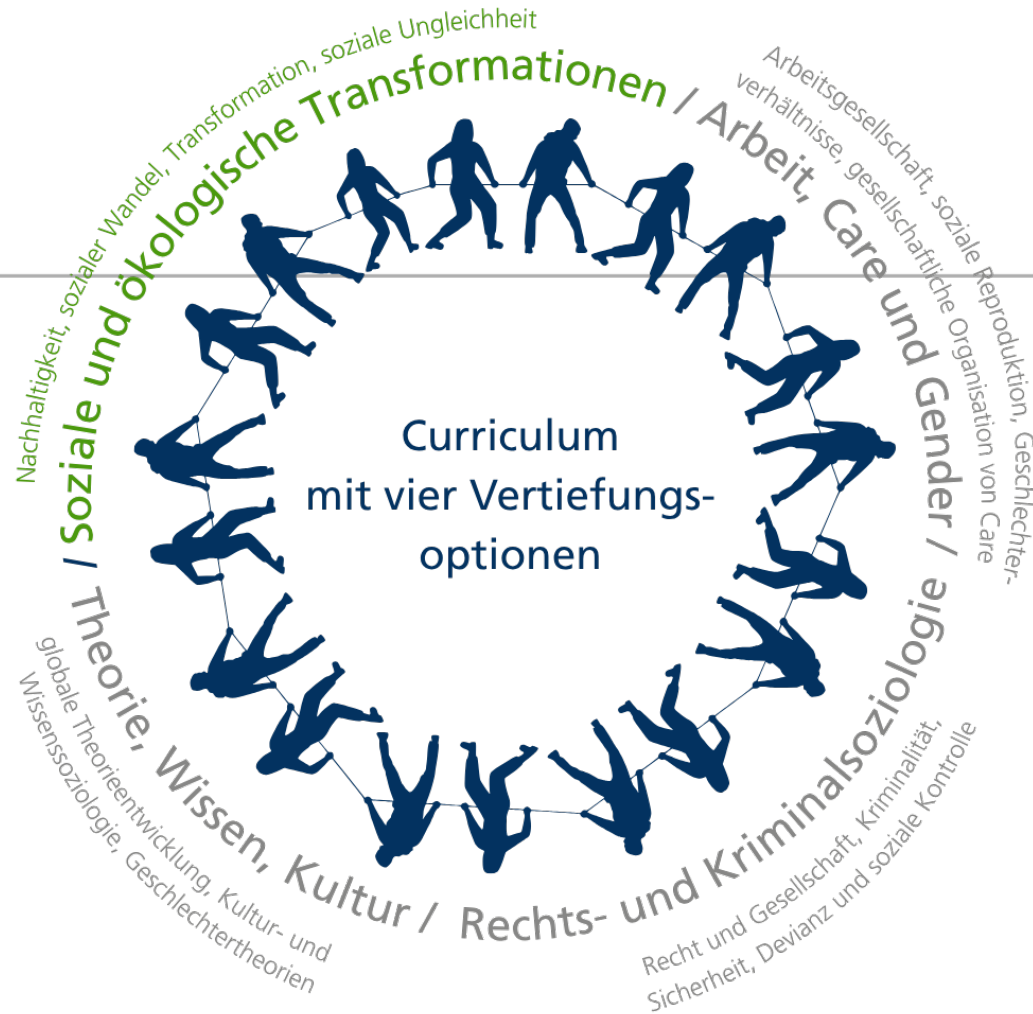 Nachhaltigkeit, sozialer Wandel, Transformation, soziale Ungleichheit
/ Soziale und ökologische Transformationen
/ Arbeit, Care und Gender /
Arbeitsgesellschaft, soziale Reproduktion, Geschlechter-
verhältnisse, gesellschaftliche Organisation von Care
Curriculum
mit vier Vertiefungs-
optionen
Theorie, Wissen, Kultur /
globale Theorieentwicklung, Kultur- und
Wissenssoziologie, Geschlechtertheorien
Rechts- und Kriminalsoziologie
Recht und Gesellschaft, Kriminalität,
Sicherheit, Devianz und soziale Kontrolle